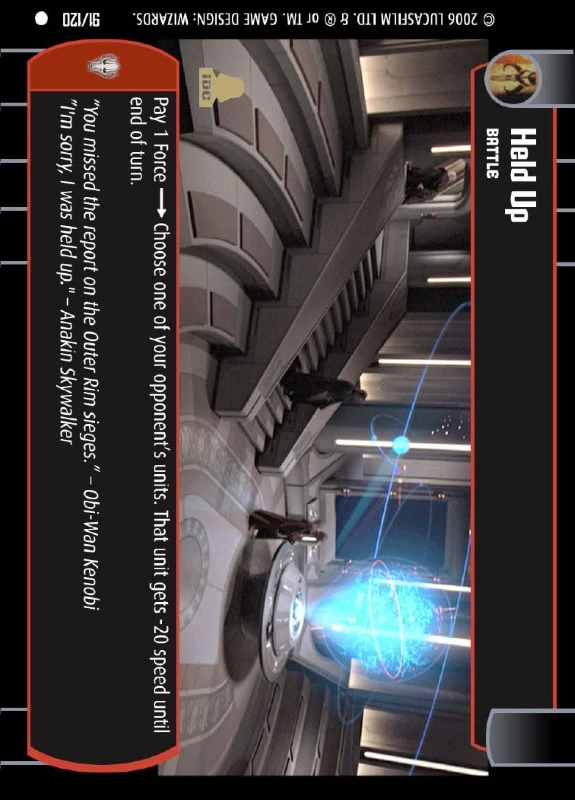 Held Up
BATTLE
IDC
Pay 1 Force → Choose one of your opponent's units. That unit gets -20 speed until
end of turn.
"You missed the report on the Outer Rim sieges." – Obi-Wan Kenobi
"I'm sorry, I was held up." – Anakin Skywalker
© 2006 LUCASFILM LTD. & ® or TM. GAME DESIGN: WIZARDS.
91/120